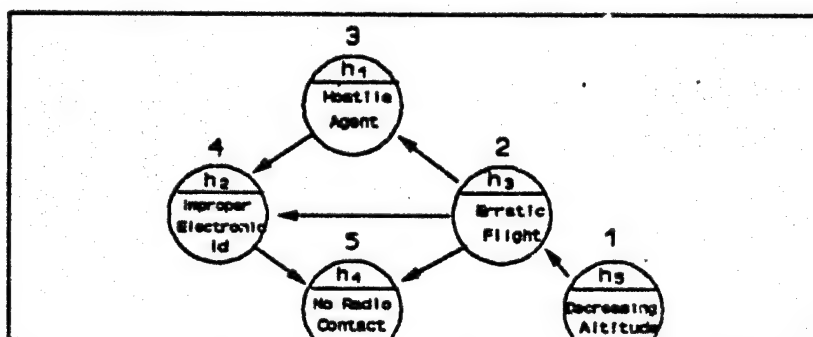 3
h1
Hostile
Agent
4
h2
Improper
Electronic
id
2
h3
Erratic
Flight
5
h4
No Radio
Contact
1
h5
Decreasing
Altitude